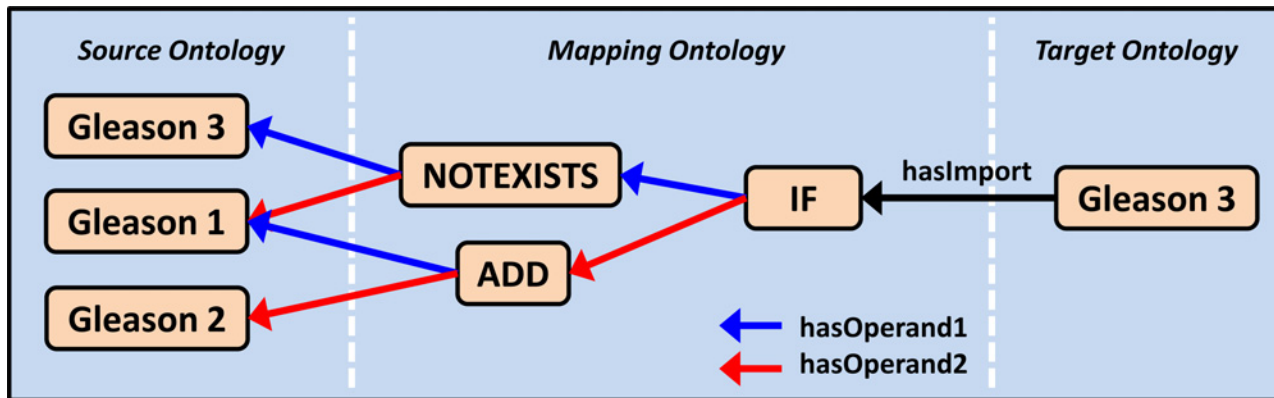 Source Ontology
Mapping Ontology
Target Ontology
Gleason 3
NOTEXISTS
hasImport
Gleason 1
IF
Gleason 3
ADD
Gleason 2
hasOperand1
hasOperand2